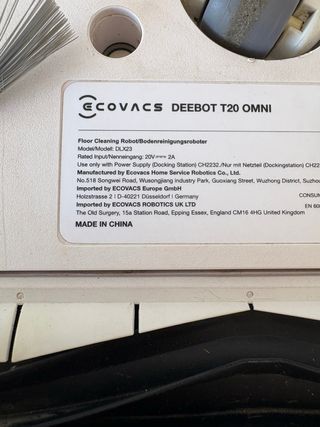 ECOVACS DEEBOT T20 OMNI
Floor Cleaning Robot/Bodenreinigungsroboter
Model/Model: DLX23
Rated Input/Nenneingang: 20V 2A
Use only with Power Supply (Docking Station) CH2232./Nur mit Netzteil (Dockingstation) CH22
Manufactured by Ecovacs Home Service Robotics Co., Ltd.
No.518 Songwei Road, Wusongjiang Industry Park, Guoxiang Street, Wuzhong District, Suzho
Imported by ECOVACS Europe GmbH
Holzstrasse 2 I D-40221 Düsseldorf I Germany CONSUM
Imported by ECOVACS ROBOTICS UK LTD EN 60
The Old Surgery, 15a Station Road, Epping Essex, England CM16 4HG United Kingdom
MADE IN CHINA